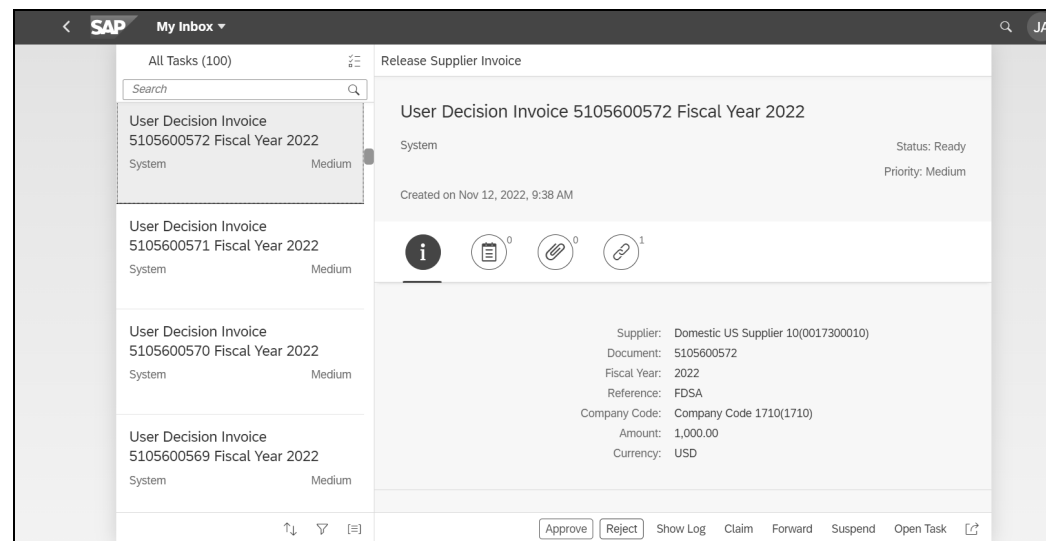 SAP My Inbox
JA
All Tasks (100)
Search
User Decision Invoice
5105600572 Fiscal Year 2022
System Medium
User Decision Invoice
5105600571 Fiscal Year 2022
System Medium
User Decision Invoice
5105600570 Fiscal Year 2022
System Medium
User Decision Invoice
5105600569 Fiscal Year 2022
System Medium
Release Supplier Invoice
User Decision Invoice 5105600572 Fiscal Year 2022
System Status: Ready
Priority: Medium
Created on Nov 12, 2022, 9:38 AM
i 0 0 1
Supplier: Domestic US Supplier 10(0017300010)
Document: 5105600572
Fiscal Year: 2022
Reference: FDSA
Company Code: Company Code 1710(1710)
Amount: 1,000.00
Currency: USD
Approve Reject Show Log Claim Forward Suspend Open Task